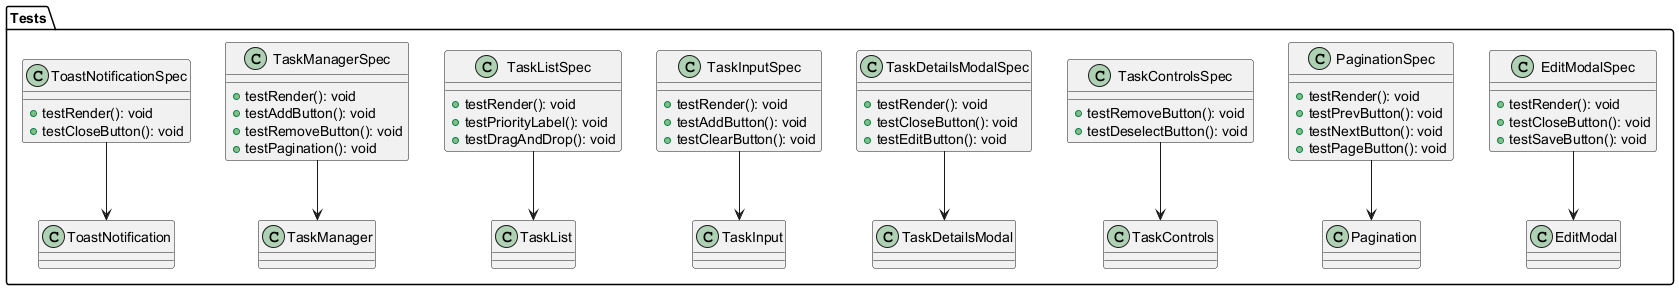 Tests
C ToastNotificationSpec
testRender(): void
testCloseButton(): void
C TaskManagerSpec
testRender(): void
testAddButton(): void
testRemoveButton(): void
testPagination(): void
C TaskListSpec
testRender(): void
testPriorityLabel(): void
testDragAndDrop(): void
C TaskInputSpec
testRender(): void
testAddButton(): void
testClearButton(): void
C TaskDetailsModalSpec
testRender(): void
testCloseButton(): void
testEditButton(): void
C TaskControlsSpec
testRemoveButton(): void
testDeselectButton(): void
C PaginationSpec
testRender(): void
testPrevButton(): void
testNextButton(): void
testPageButton(): void
C EditModalSpec
testRender(): void
testCloseButton(): void
testSaveButton(): void
C ToastNotification
C TaskManager
C TaskList
C TaskInput
C TaskDetailsModal
C TaskControls
C Pagination
C EditModal